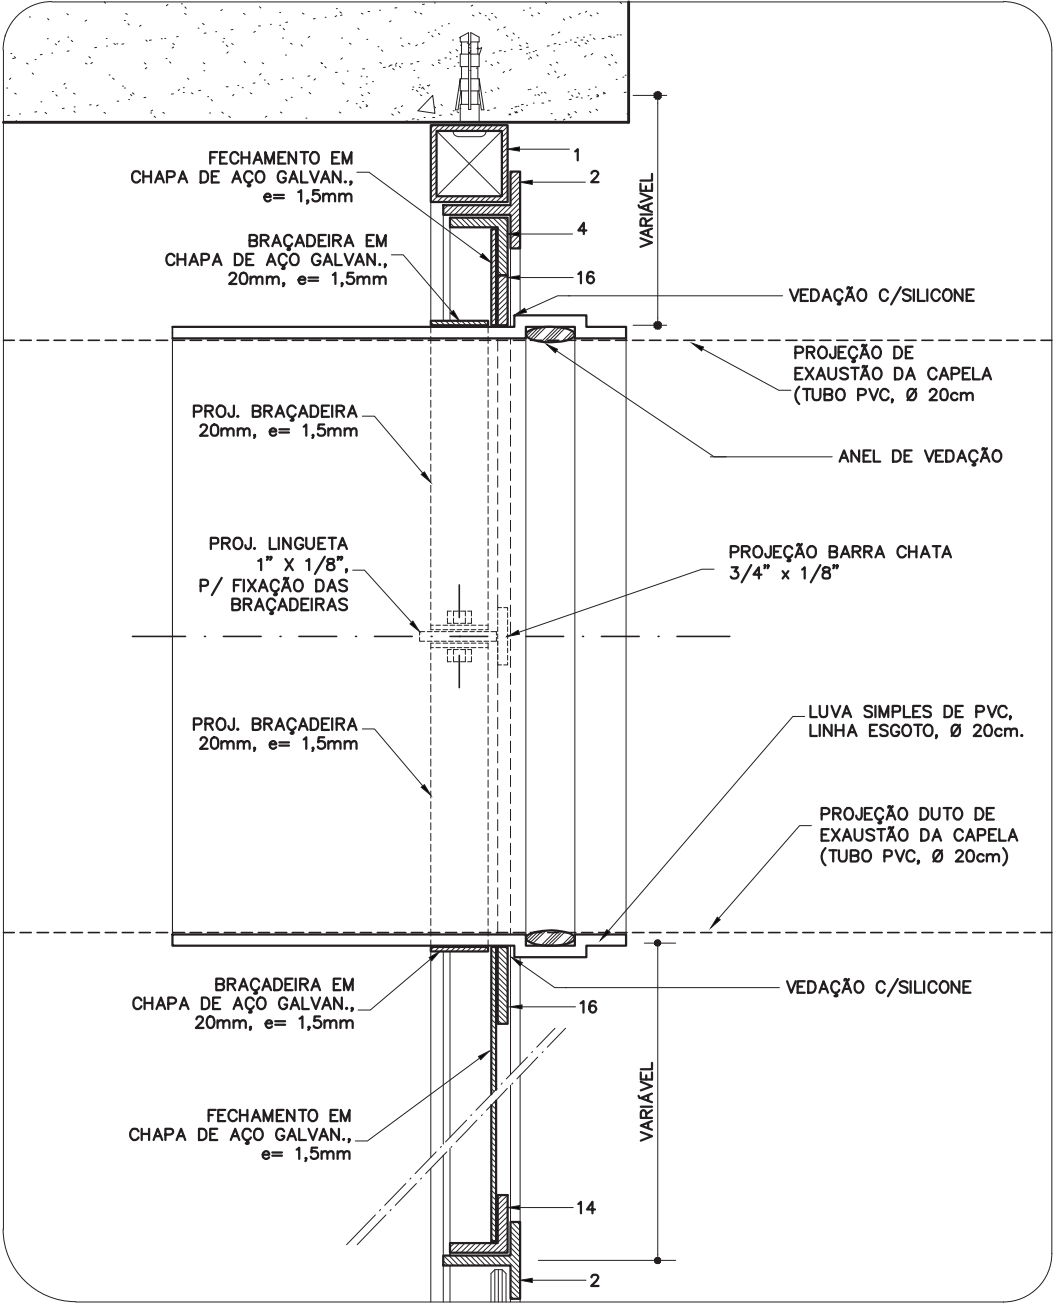 FECHAMENTO EM
CHAPA DE AÇO GALVAN.,
e= 1,5mm
1
2
VARIÁVEL
4
BRAÇADEIRA EM
CHAPA DE AÇO GALVAN.,
20mm, e= 1,5mm
16
VEDAÇÃO C/SILICONE
PROJEÇÃO DE
EXAUSTÃO DA CAPELA
(TUBO PVC, Ø 20cm
PROJ. BRAÇADEIRA
20mm, e= 1,5mm
ANEL DE VEDAÇÃO
PROJ. LINGUETA
1" X 1/8",
P/ FIXAÇÃO DAS
BRAÇADEIRAS
PROJEÇÃO BARRA CHATA
3/4" x 1/8"
PROJ. BRAÇADEIRA
20mm, e= 1,5mm
LUVA SIMPLES DE PVC,
LINHA ESGOTO, Ø 20cm.
PROJEÇÃO DUTO DE
EXAUSTÃO DA CAPELA
(TUBO PVC, Ø 20cm)
BRAÇADEIRA EM
CHAPA DE AÇO GALVAN.,
20mm, e= 1,5mm
VEDAÇÃO C/SILICONE
16
VARIÁVEL
FECHAMENTO EM
CHAPA DE AÇO GALVAN.,
e= 1,5mm
14
2